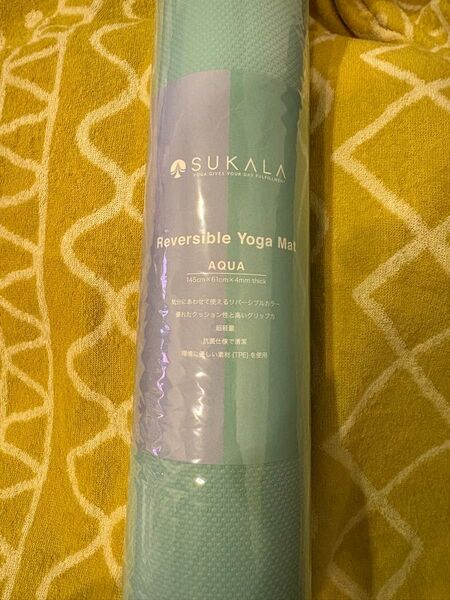 SUKALA
YOGA GIVES YOUR DAY FULFILLMENT
Reversible Yoga Mat
AQUA
145cm×61cm×4mm thick
気分にあわせて使えるリバーシブルカラー
優れたクッション性と高いグリップ力
超軽量
抗菌仕様で清潔
環境に優しい素材(TPE)を使用